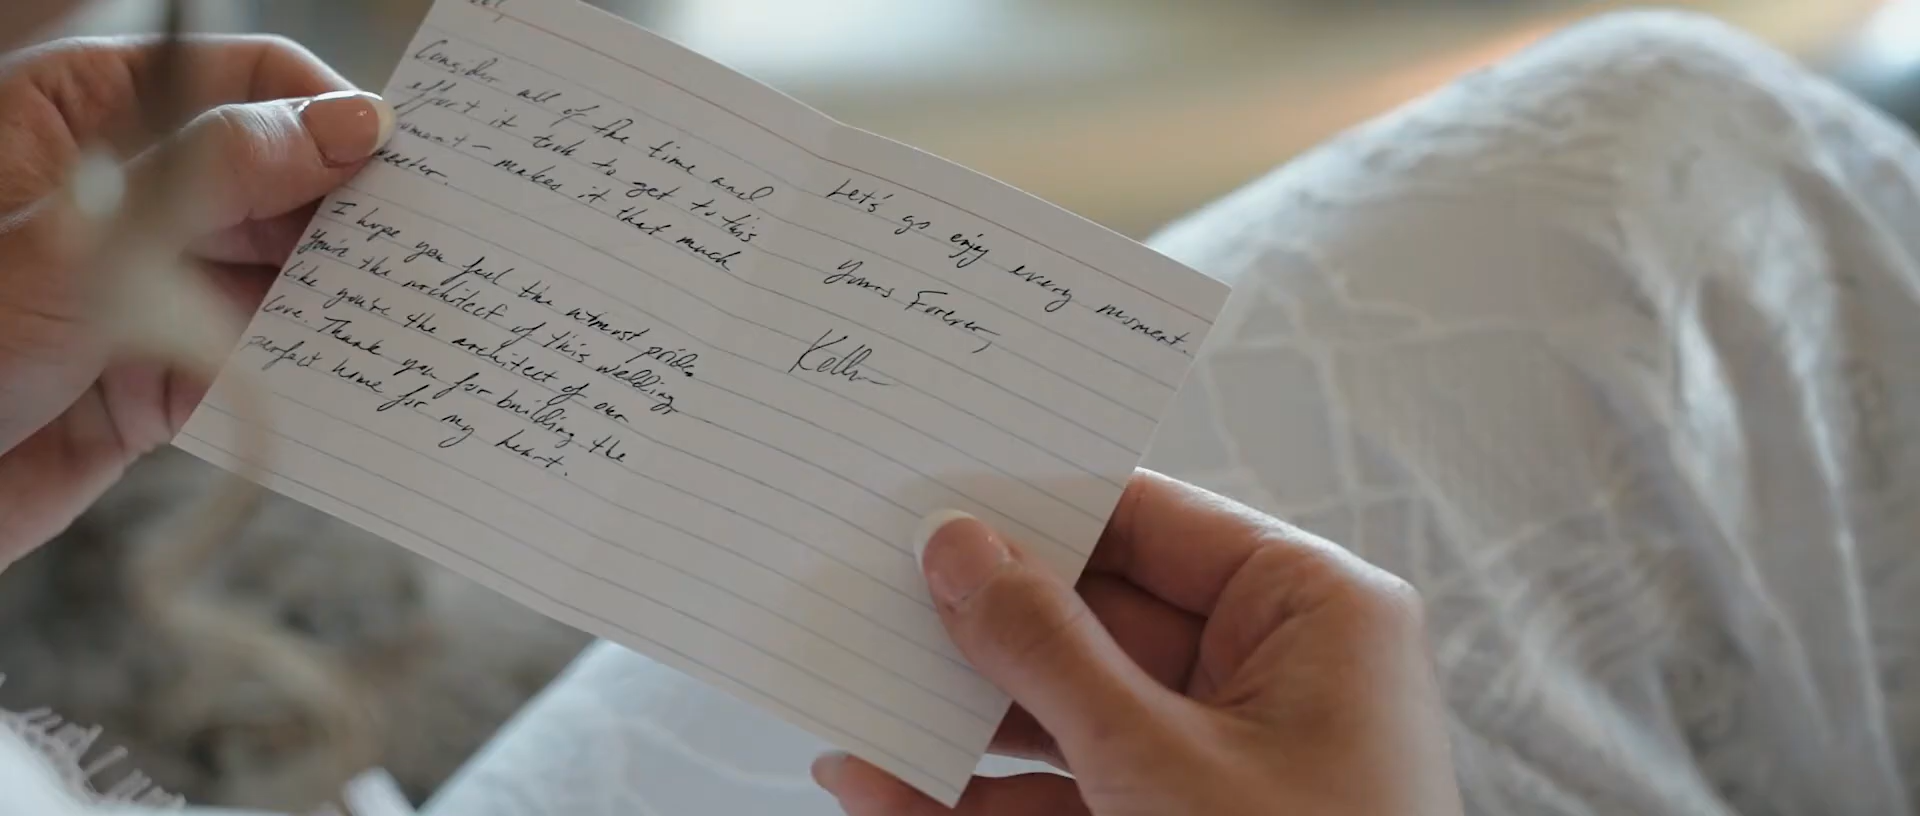 Consider all of the time and
effort it took to get to this
moment – makes it that much
sweeter.
I hope you feel the utmost pride.
You're the architect of this wedding,
like you're the architect of our
love. Thank you for building the
perfect home for my heart.
Let's go enjoy every moment.
Yours Forever,